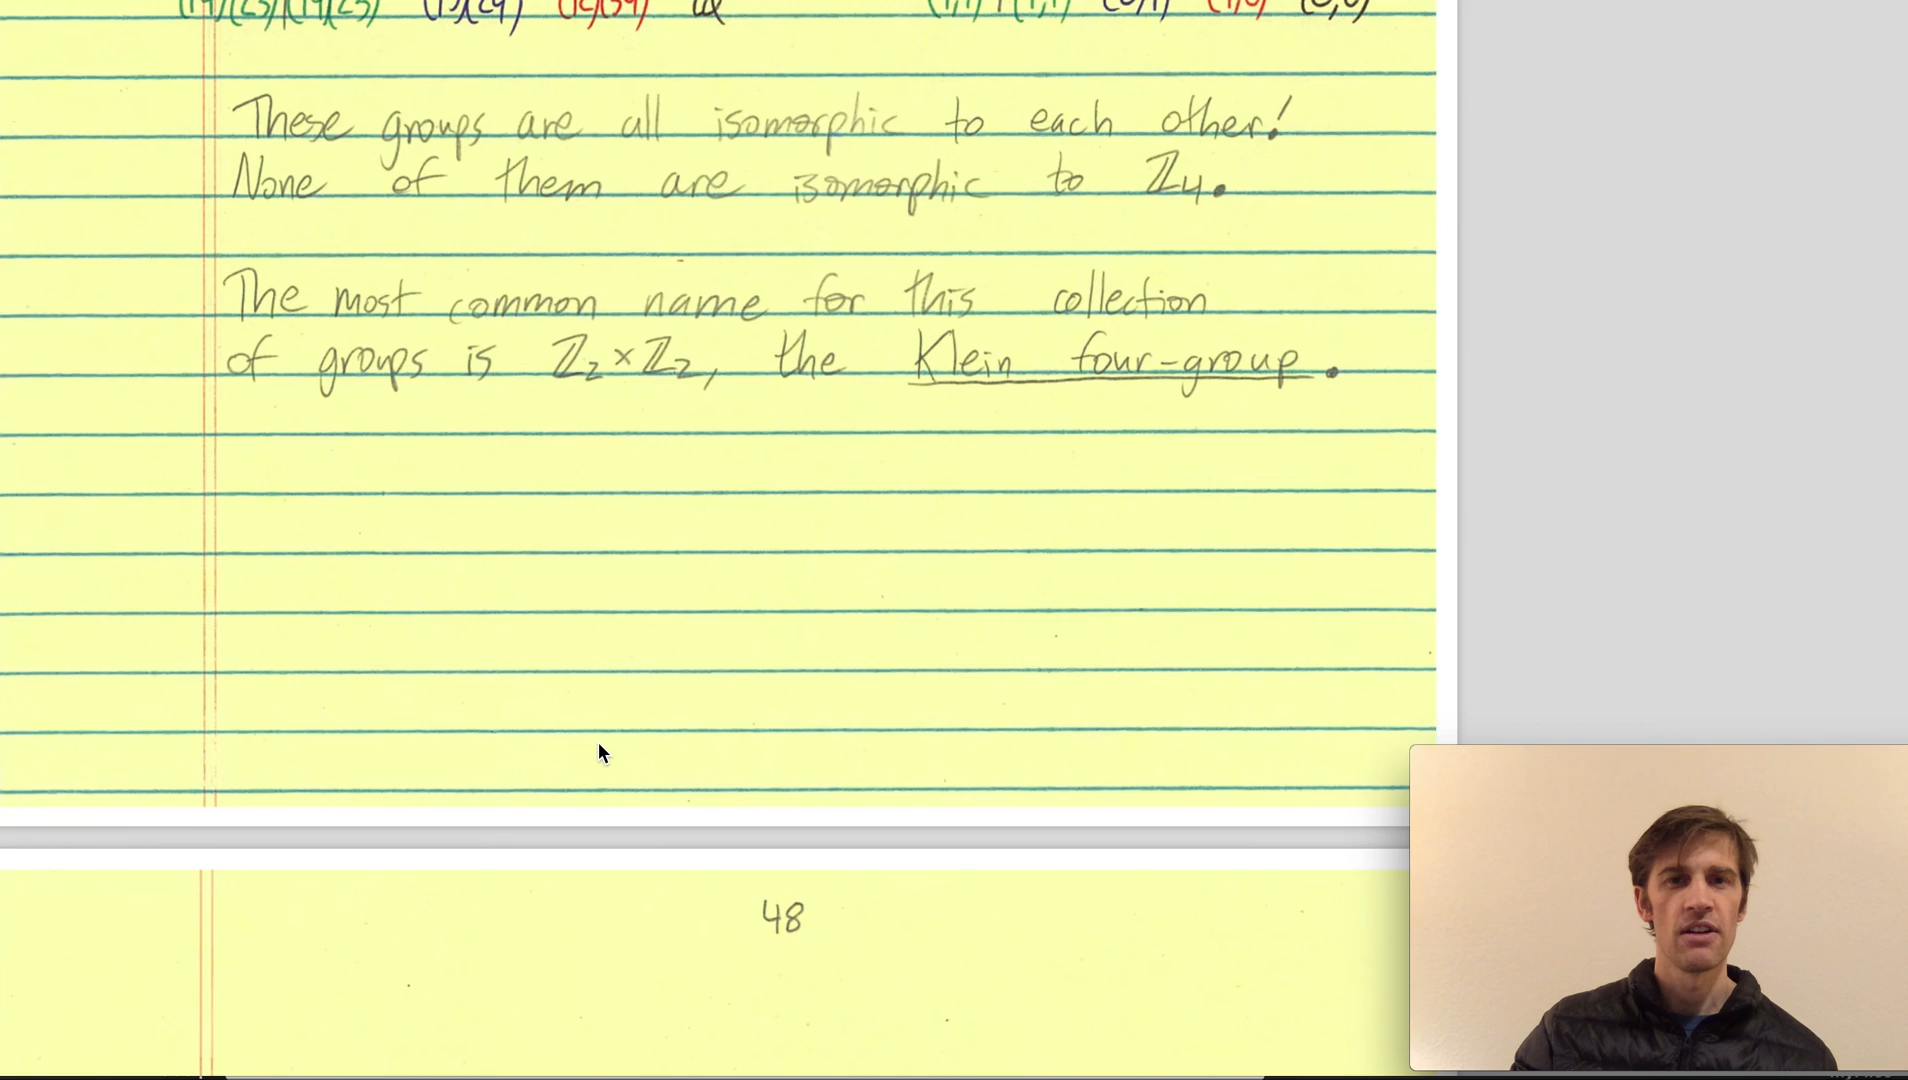 These groups are all isomorphic to each other!
None of them are isomorphic to ℤ₄.
The most common name for this collection
of groups is ℤ₂×ℤ₂, the Klein four-group.
48